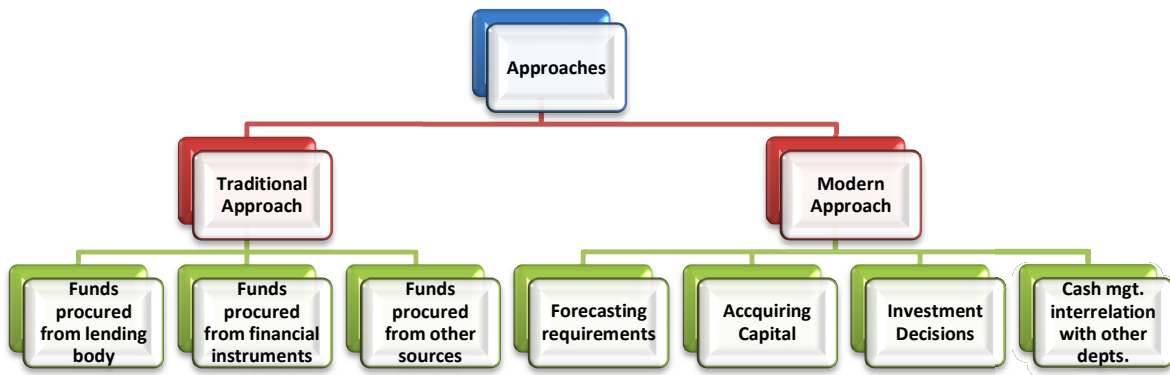 Approaches
Traditional
Approach
Modern
Approach
Funds
procured
from lending
body
Funds
procured
from financial
instruments
Funds
procured
from other
sources
Forecasting
requirements
Accquiring
Capital
Investment
Decisions
Cash mgt.
interrelation
with other
depts.